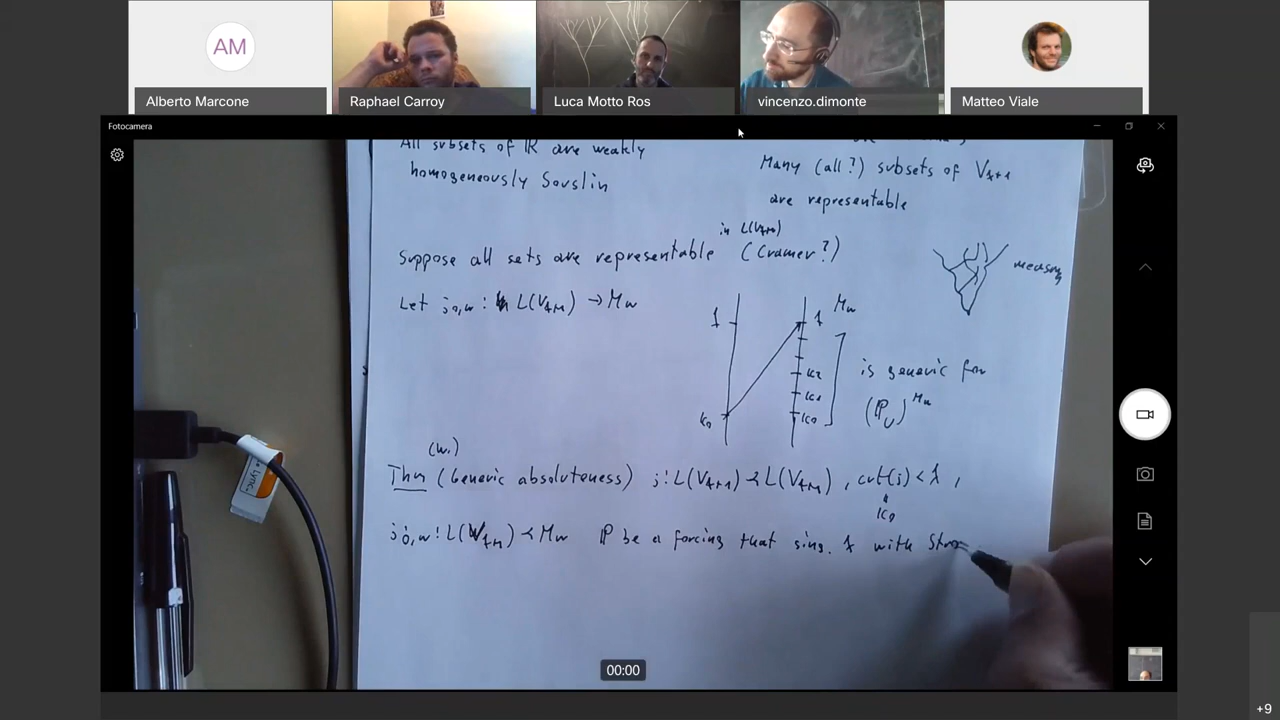 AM
Alberto Marcone
Raphael Carroy
Luca Motto Ros
vincenzo.dimonte
Matteo Viale
Fotocamera
All subsets of ℝ are weakly
homogeneously Souslin
Many (all?) subsets of V_{λ+1}
are representable
in L(V_{λ+1})
Suppose all sets are representable (Cramer?)
Let j_{0,ω} : L(V_{λ+1}) → M_ω
λ
λ
M_ω
κ_2
κ_1
κ_0
κ_0
is generic for
(ℙ_U)^{M_ω}
(W.)
Thm (Generic absoluteness) j : L(V_{λ+1}) ≺ L(V_{λ+1}), crt(j) < λ,
κ_0
j_{0,ω} : L(V_{λ+1}) ≺ M_ω ℙ be a forcing that sing. λ with
00:00
+9